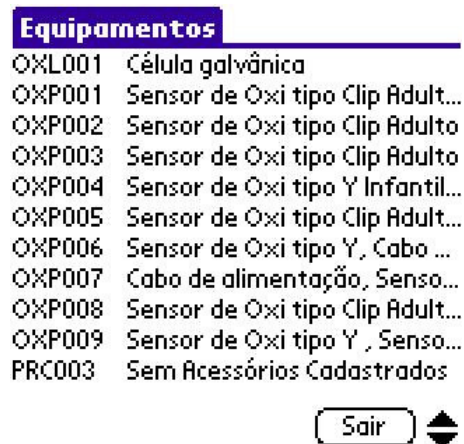 Equipamentos
OXL001 Célula galvânica
OXP001 Sensor de Oxi tipo Clip Adult...
OXP002 Sensor de Oxi tipo Clip Adulto
OXP003 Sensor de Oxi tipo Clip Adulto
OXP004 Sensor de Oxi tipo Y Infantil...
OXP005 Sensor de Oxi tipo Clip Adult...
OXP006 Sensor de Oxi tipo Y, Cabo ...
OXP007 Cabo de alimentação, Senso...
OXP008 Sensor de Oxi tipo Clip Adult...
OXP009 Sensor de Oxi tipo Y , Senso...
PRC003 Sem Acessórios Cadastrados
Sair